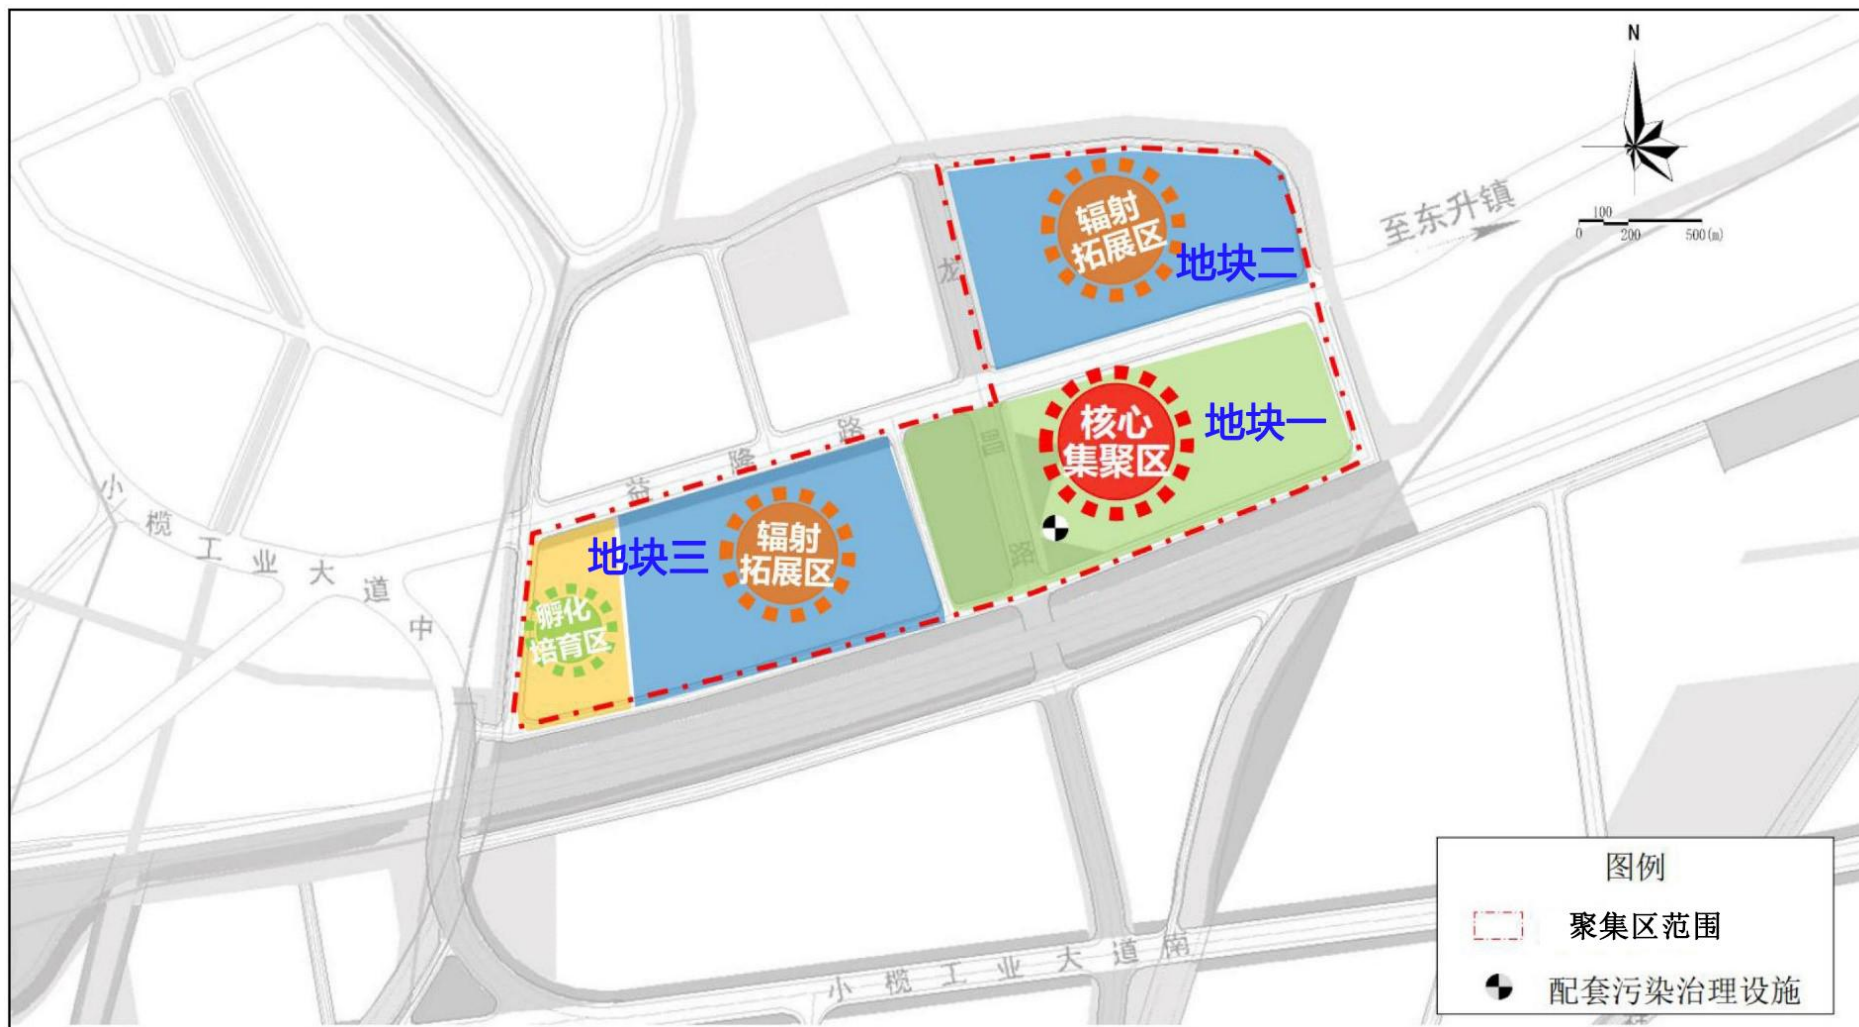 N
100
0 200 500(m)
至东升镇
辐射
拓展区
地块二
龙
昌
路
核心
集聚区
地块一
益隆路
辐射
拓展区
地块三
孵化
培育区
小榄工业大道中
小榄工业大道南
图例
聚集区范围
配套污染治理设施